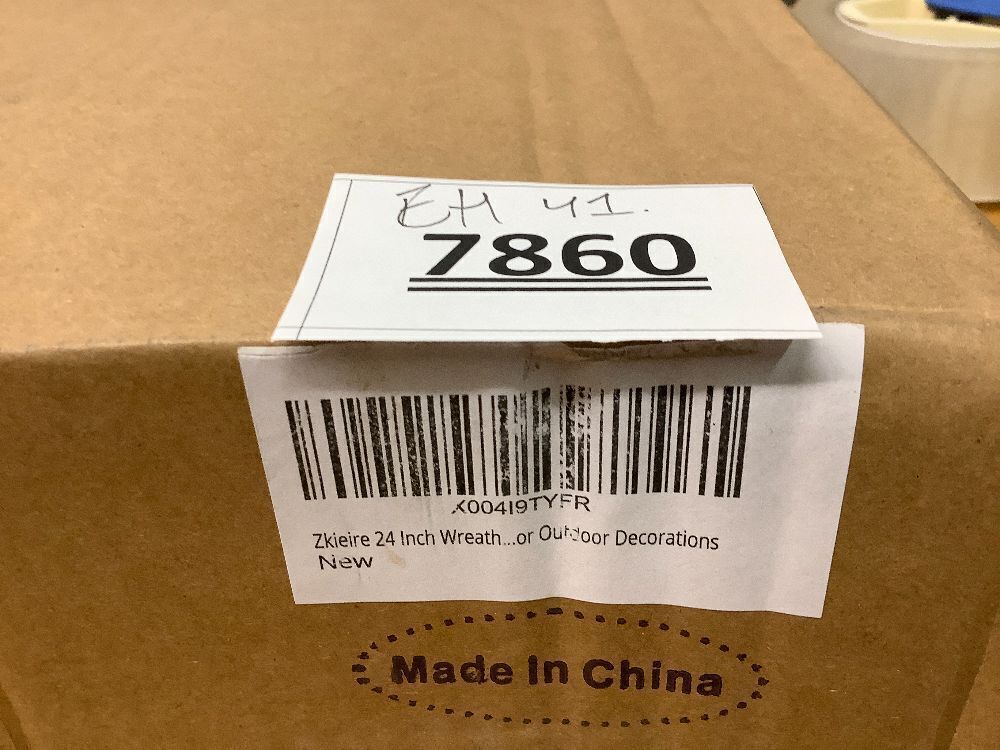 EH 41.
7860
X004I9TYFR
Zkieire 24 Inch Wreath...or Outdoor Decorations
New
Made In China